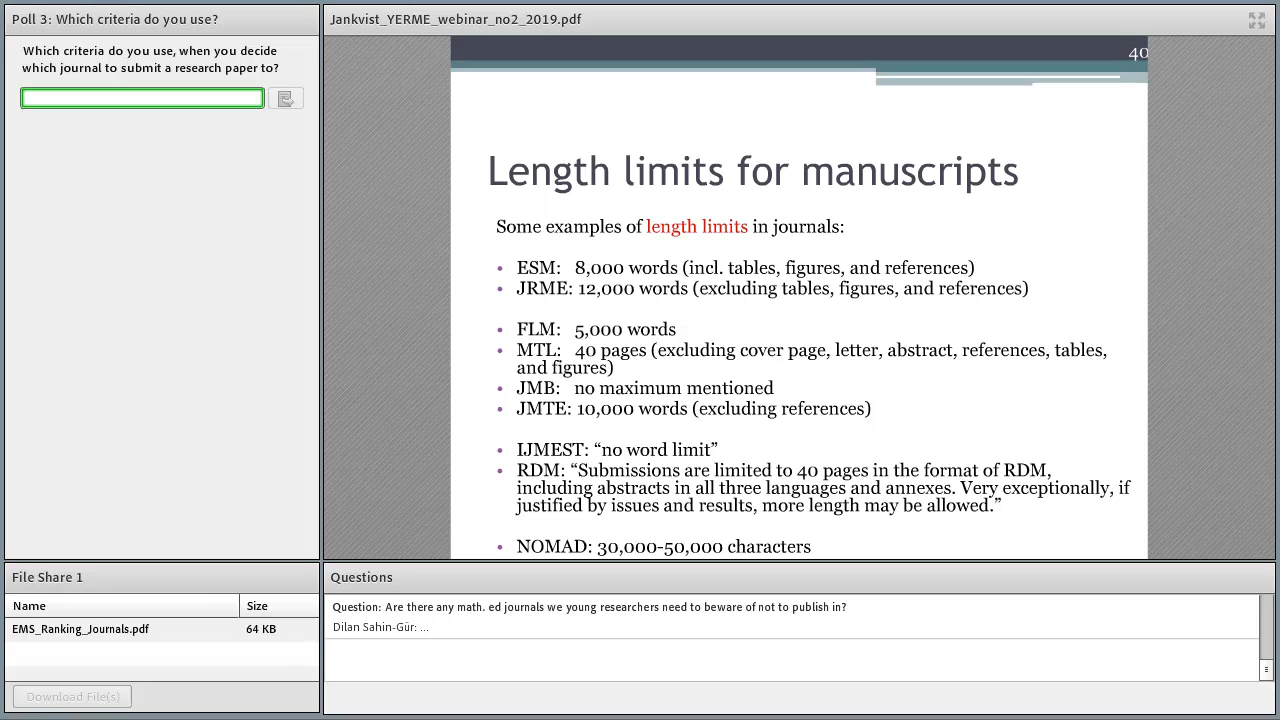 Poll 3: Which criteria do you use?
Which criteria do you use, when you decide
which journal to submit a research paper to?
Jankvist_YERME_webinar_no2_2019.pdf
40
Length limits for manuscripts
Some examples of length limits in journals:
• ESM: 8,000 words (incl. tables, figures, and references)
• JRME: 12,000 words (excluding tables, figures, and references)
• FLM: 5,000 words
• MTL: 40 pages (excluding cover page, letter, abstract, references, tables,
and figures)
• JMB: no maximum mentioned
• JMTE: 10,000 words (excluding references)
• IJMEST: “no word limit”
• RDM: “Submissions are limited to 40 pages in the format of RDM,
including abstracts in all three languages and annexes. Very exceptionally, if
justified by issues and results, more length may be allowed.”
• NOMAD: 30,000-50,000 characters
File Share 1
Name Size
EMS_Ranking_Journals.pdf 64 KB
Download File(s)
Questions
Question: Are there any math. ed journals we young researchers need to beware of not to publish in?
Dilan Sahin-Gür: ...